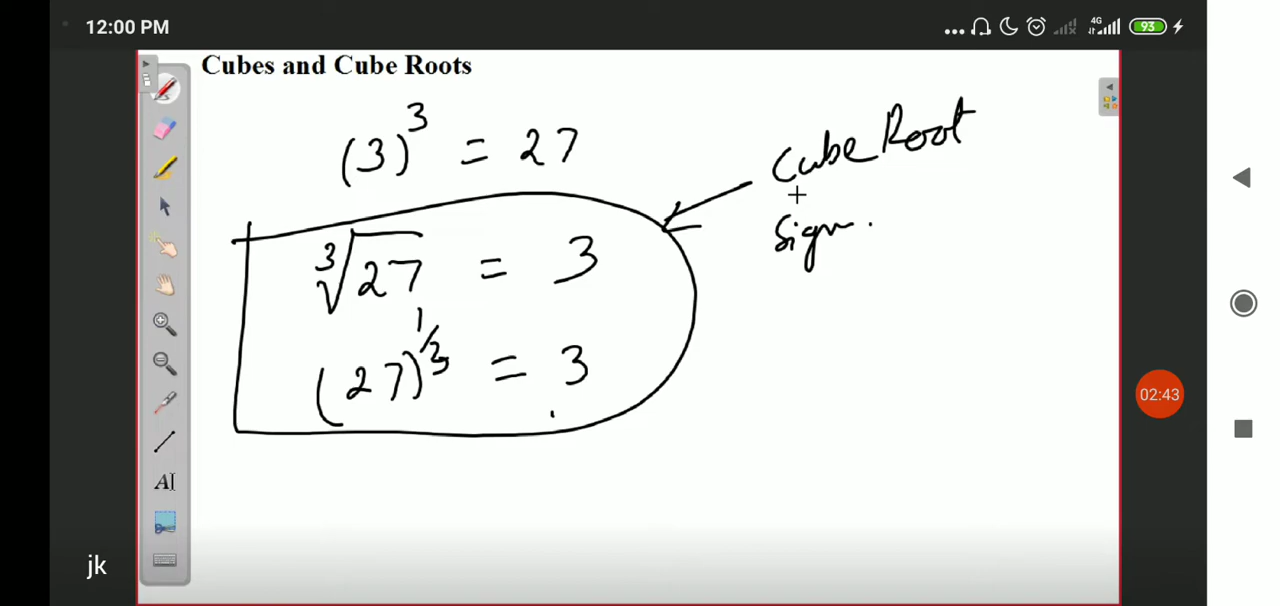 12:00 PM
4G
93
Cubes and Cube Roots
(3)³ = 27
Cube Root
Sign.
∛27 = 3
(27)^1/3 = 3
02:43
A
jk